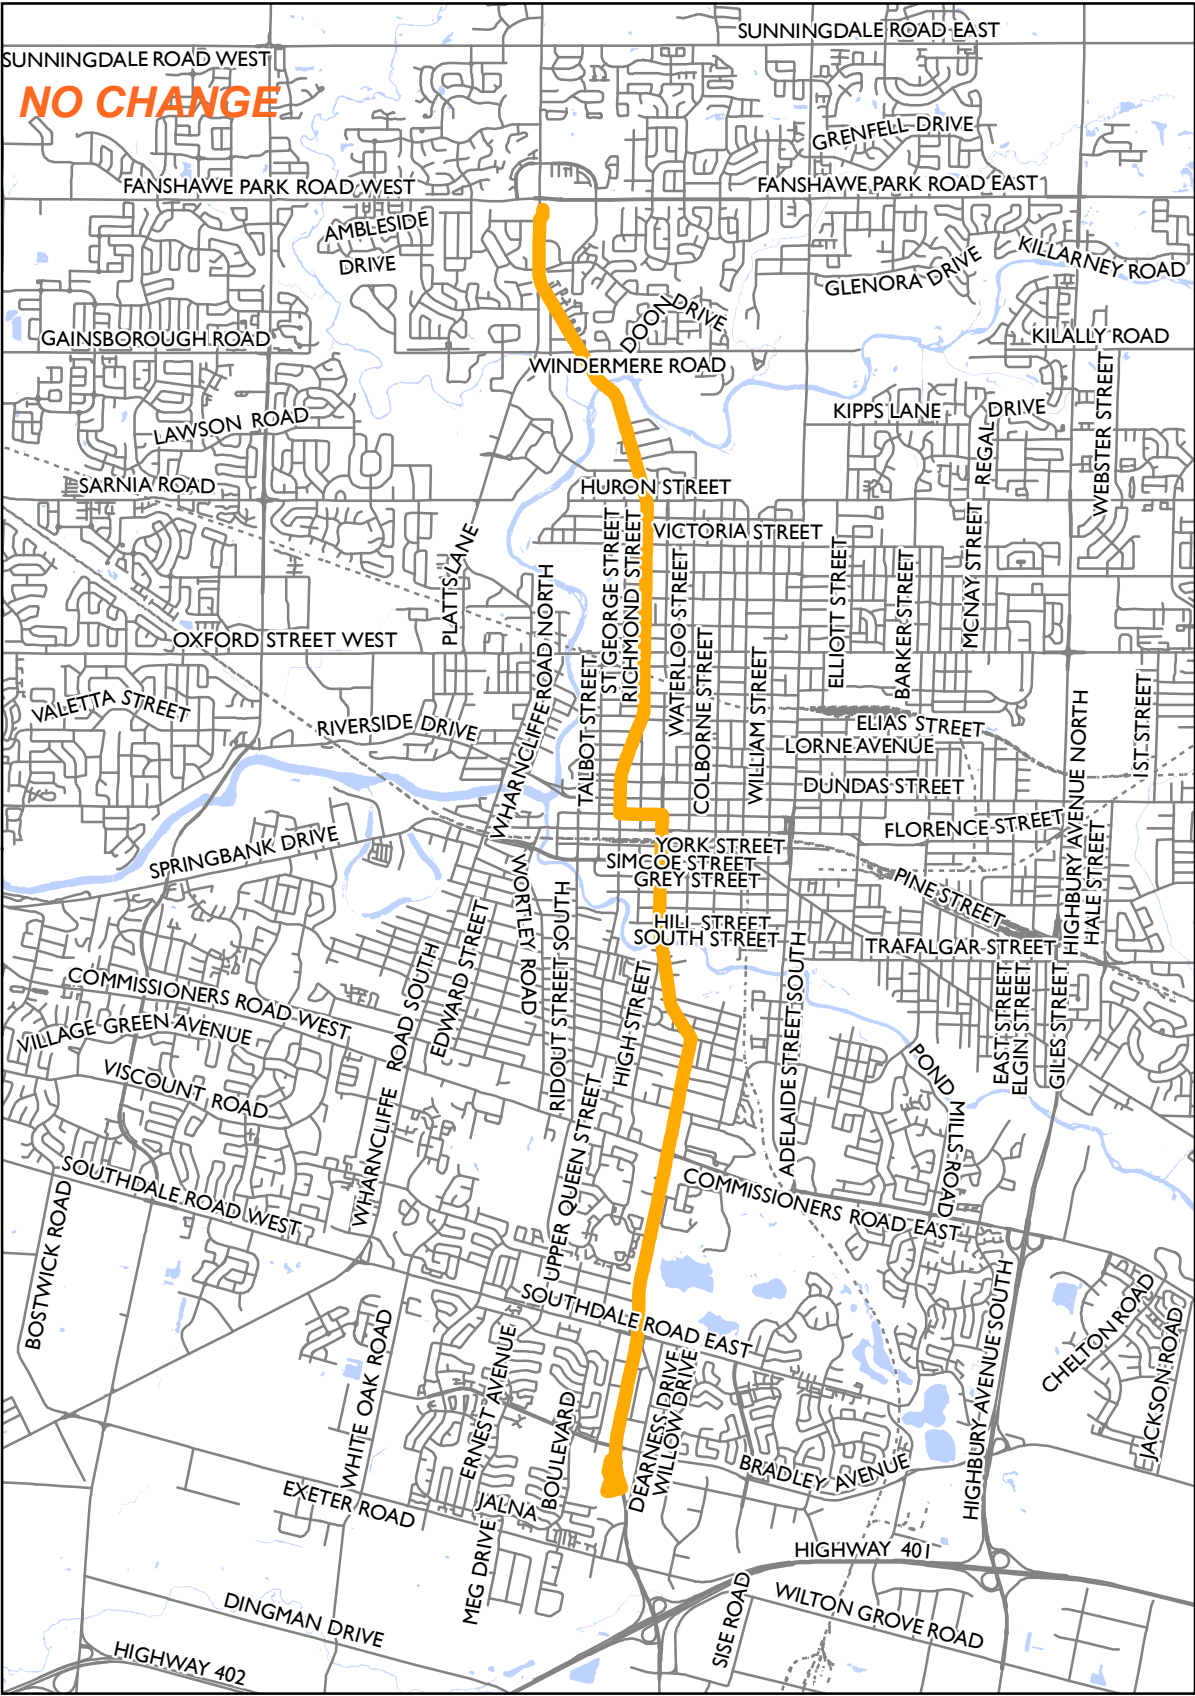 SUNNINGDALE ROAD EAST
SUNNINGDALE ROAD WEST
NO CHANGE
GRENFELL DRIVE
FANSHAWE PARK ROAD WEST
FANSHAWE PARK ROAD EAST
AMBLESIDE
DRIVE
KILLARNEY ROAD
GLENORA DRIVE
DOON DRIVE
GAINSBOROUGH ROAD
KILALLY ROAD
WINDERMERE ROAD
WEBSTER STREET
KIPPS LANE
REGAL
DRIVE
LAWSON ROAD
SARNIA ROAD
HURON STREET
VICTORIA STREET
ST GEORGE STREET
RICHMOND STREET
PLATTS LANE
WHARNCLIFFE ROAD NORTH
WATERLOO STREET
ELLIOTT STREET
BARKER STREET
MCNAY STREET
OXFORD STREET WEST
TALBOT STREET
COLBORNE STREET
WILLIAM STREET
VALETTA STREET
RIVERSIDE DRIVE
ELIAS STREET
LORNE AVENUE
DUNDAS STREET
HIGHBURY AVENUE NORTH
1ST STREET
FLORENCE STREET
HALE STREET
SPRINGBANK DRIVE
YORK STREET
SIMCOE STREET
GREY STREET
PINE STREET
HILL STREET
SOUTH STREET
TRAFALGAR STREET
WORTLEY ROAD
RIDOUT STREET SOUTH
EDWARD STREET
HIGH STREET
ADELAIDE STREET SOUTH
EAST STREET
ELGIN STREET
GILES STREET
COMMISSIONERS ROAD WEST
VILLAGE GREEN AVENUE
WHARNCLIFFE ROAD SOUTH
VISCOUNT ROAD
POND MILLS ROAD
UPPER QUEEN STREET
SOUTHDALE ROAD WEST
COMMISSIONERS ROAD EAST
BOSTWICK ROAD
SOUTHDALE ROAD EAST
HIGHBURY AVENUE SOUTH
CHELTON ROAD
JACKSON ROAD
WHITE OAK ROAD
ERNEST AVENUE
DEARNESS DRIVE
WILLOW DRIVE
BRADLEY AVENUE
EXETER ROAD
JALNA
BOULEVARD
MEG DRIVE
HIGHWAY 401
SISE ROAD
WILTON GROVE ROAD
DINGMAN DRIVE
HIGHWAY 402